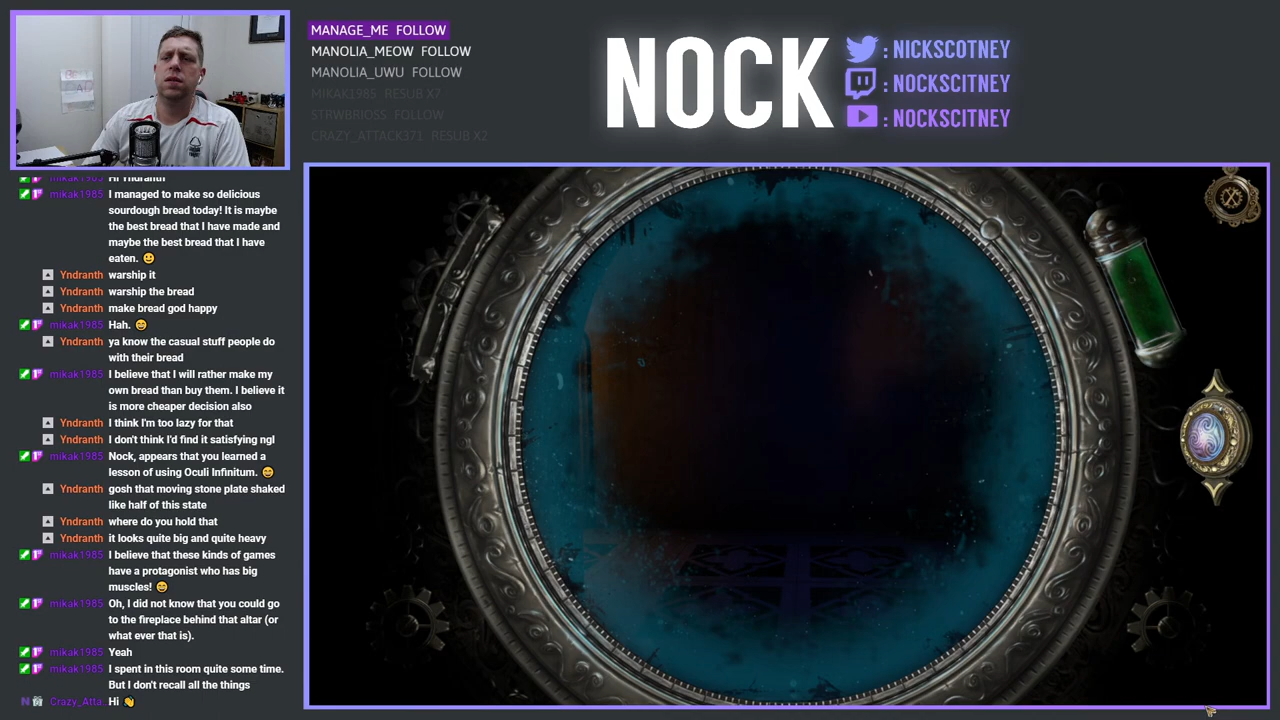 MANAGE_ME FOLLOW
MANOLIA_MEOW FOLLOW
MANOLIA_UWU FOLLOW
MIKAK1985 RESUB X7
STRWBRIOSS FOLLOW
CRAZY_ATTACK371 RESUB X2
NOCK
: NICKSCOTNEY
: NOCKSCITNEY
: NOCKSCITNEY
mikak1985 Hi Yndranth
mikak1985 I managed to make so delicious
sourdough bread today! It is maybe
the best bread that I have made and
maybe the best bread that I have
eaten. 🙂
Yndranth warship it
Yndranth warship the bread
Yndranth make bread god happy
mikak1985 Hah. 😄
Yndranth ya know the casual stuff people do
with their bread
mikak1985 I believe that I will rather make my
own bread than buy them. I believe it
is more cheaper decision also
Yndranth I think I'm too lazy for that
Yndranth I don't think I'd find it satisfying ngl
mikak1985 Nock, appears that you learned a
lesson of using Oculi Infinitum. 😄
Yndranth gosh that moving stone plate shaked
like half of this state
Yndranth where do you hold that
Yndranth it looks quite big and quite heavy
mikak1985 I believe that these kinds of games
have a protagonist who has big
muscles! 😄
mikak1985 Oh, I did not know that you could go
to the fireplace behind that altar (or
what ever that is).
mikak1985 Yeah
mikak1985 I spent in this room quite some time.
But I don't recall all the things
Crazy_Atta.. Hi 👋